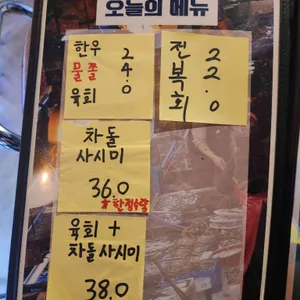 오늘의 메뉴
한우 물쫄 육회 24.0
전복회 22.0
차돌
사시미
36.0
*한정수량
육회 +
차돌 사시미
38.0